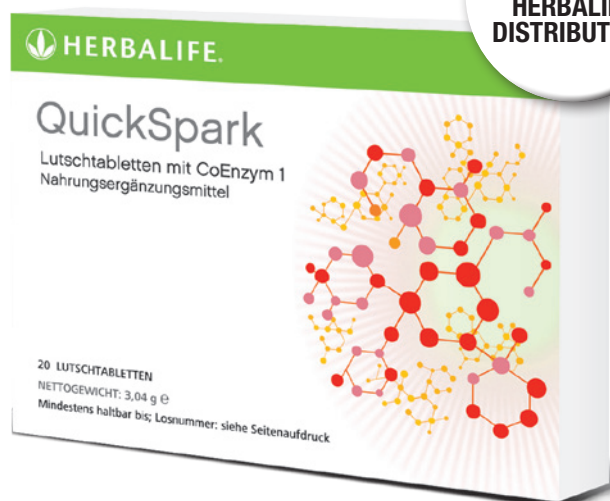 HERBALIFE
QuickSpark
Lutschtabletten mit CoEnzym 1
Nahrungsergänzungsmittel
20 LUTSCHTABLETTEN
NETTOGEWICHT: 3,04 g ℮
Mindestens haltbar bis; Losnummer: siehe Seitenaufdruck